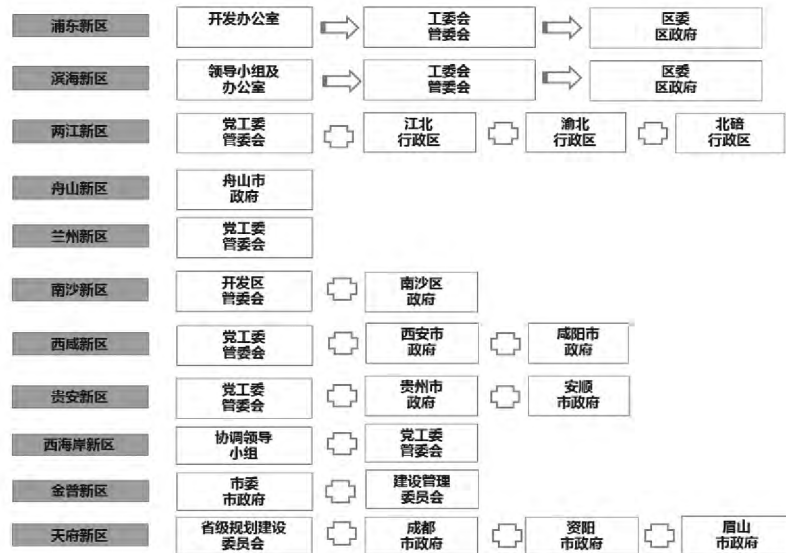 浦东新区
开发办公室
工委会
管委会
区委
区政府
滨海新区
领导小组及
办公室
工委会
管委会
区委
区政府
两江新区
党工委
管委会
江北
行政区
渝北
行政区
北碚
行政区
舟山新区
舟山市
政府
兰州新区
党工委
管委会
南沙新区
开发区
管委会
南沙区
政府
西咸新区
党工委
管委会
西安市
政府
咸阳市
政府
贵安新区
党工委
管委会
贵州市
政府
安顺
市政府
西海岸新区
协调领导
小组
党工委
管委会
金普新区
市委
市政府
建设管理
委员会
天府新区
省级规划建设
委员会
成都
市政府
资阳
市政府
眉山
市政府